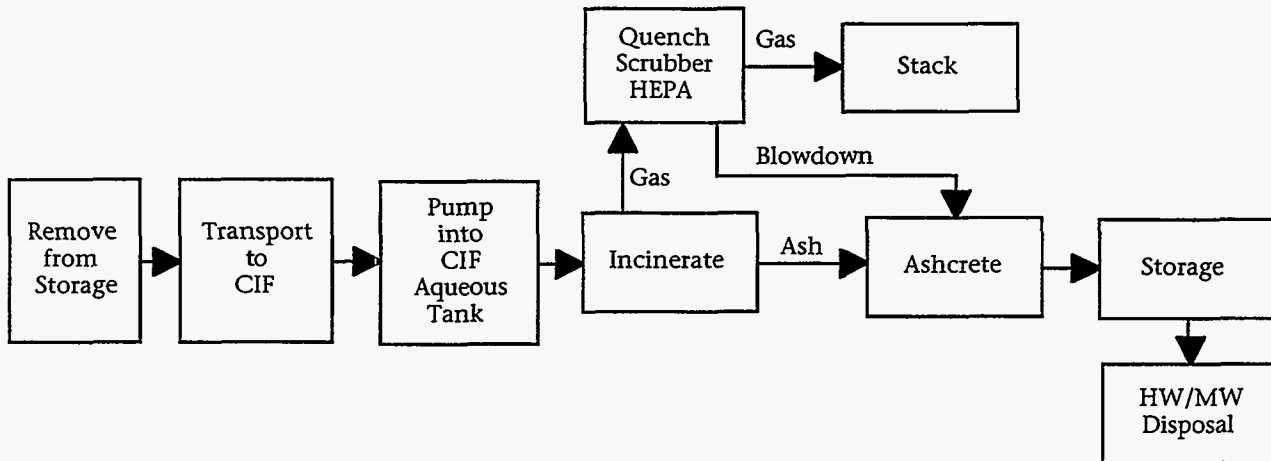 Quench
Scrubber
HEPA
Gas
Stack
Blowdown
Gas
Remove
from
Storage
Transport
to
CIF
Pump
into
CIF
Aqueous
Tank
Incinerate
Ash
Ashcrete
Storage
HW/MW
Disposal